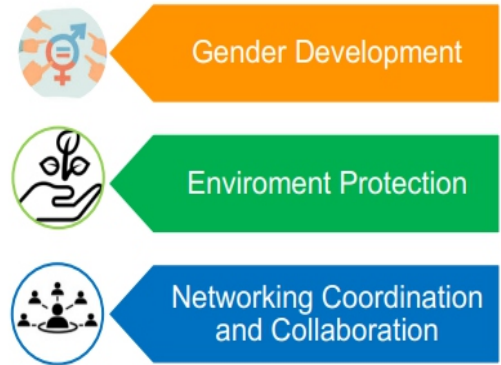 Gender Development
Enviroment Protection
Networking Coordination
and Collaboration